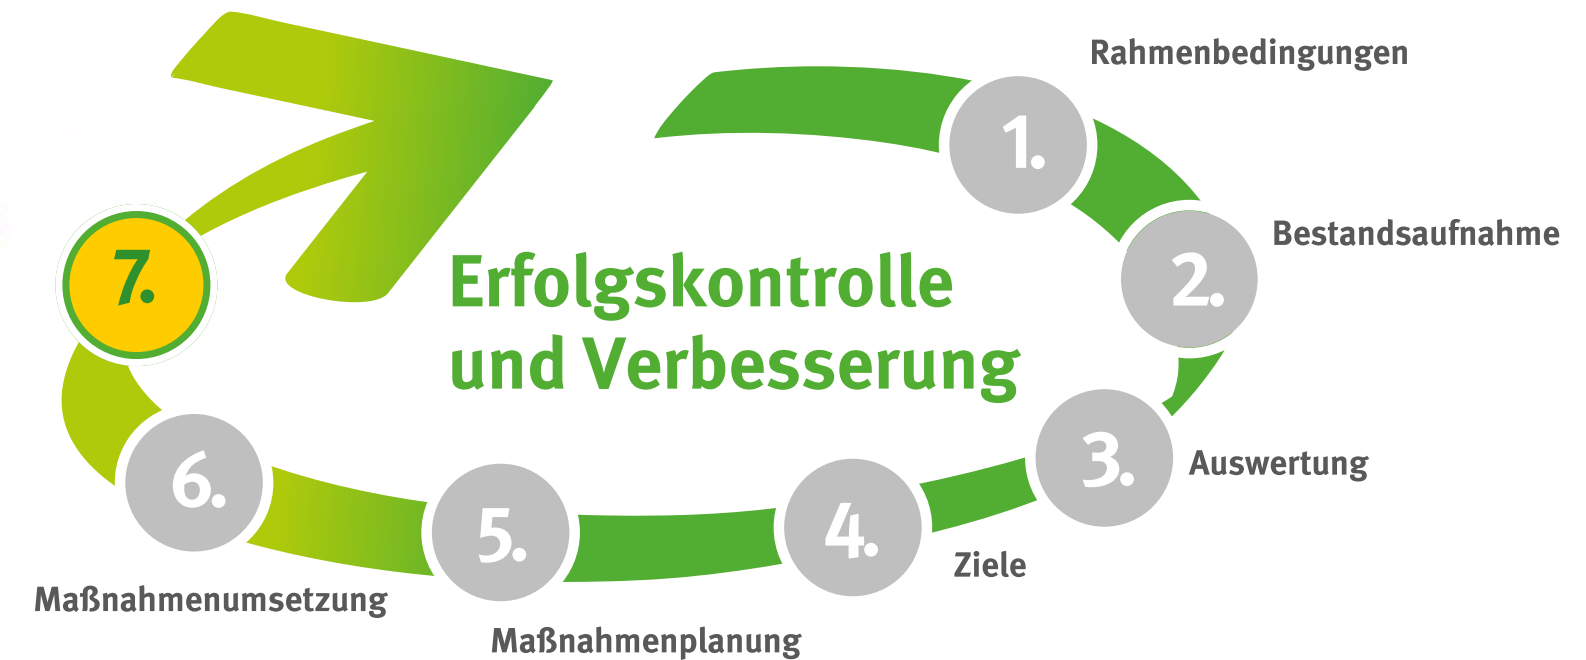 1.
Rahmenbedingungen
2.
Bestandsaufnahme
3.
Auswertung
4.
Ziele
5.
Maßnahmenplanung
6.
Maßnahmenumsetzung
7.
Erfolgskontrolle
und Verbesserung